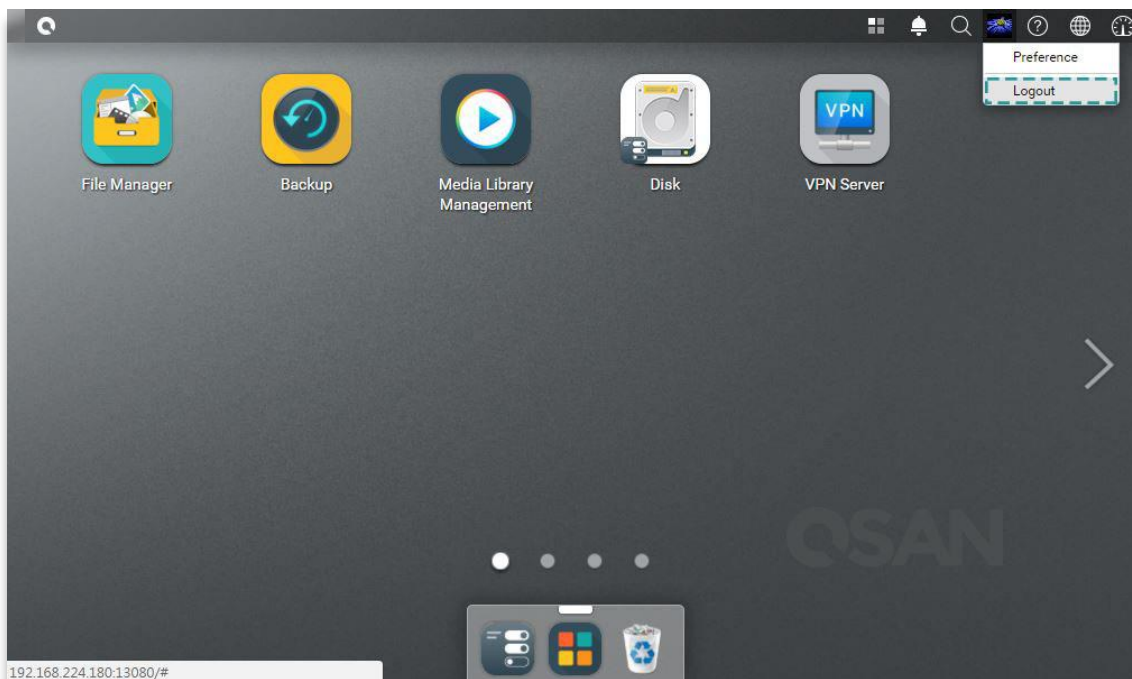 Preference
Logout
VPN
File Manager
Backup
Media Library
Management
Disk
VPN Server
QSAN
192.168.224.180:13080/#